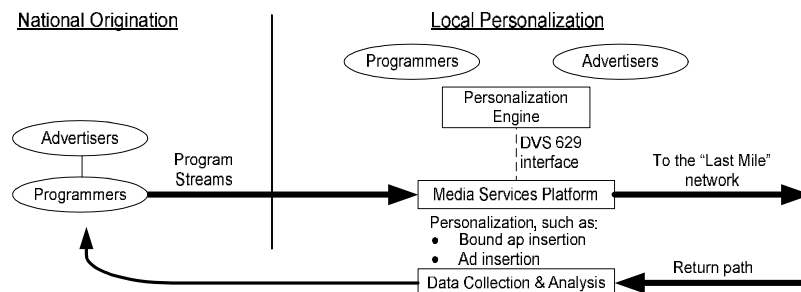 National Origination
Local Personalization
Programmers
Advertisers
Personalization
Engine
Advertisers
DVS 629
interface
Program
Streams
To the “Last Mile”
network
Programmers
Media Services Platform
Personalization, such as:
• Bound ap insertion
• Ad insertion
Return path
Data Collection & Analysis